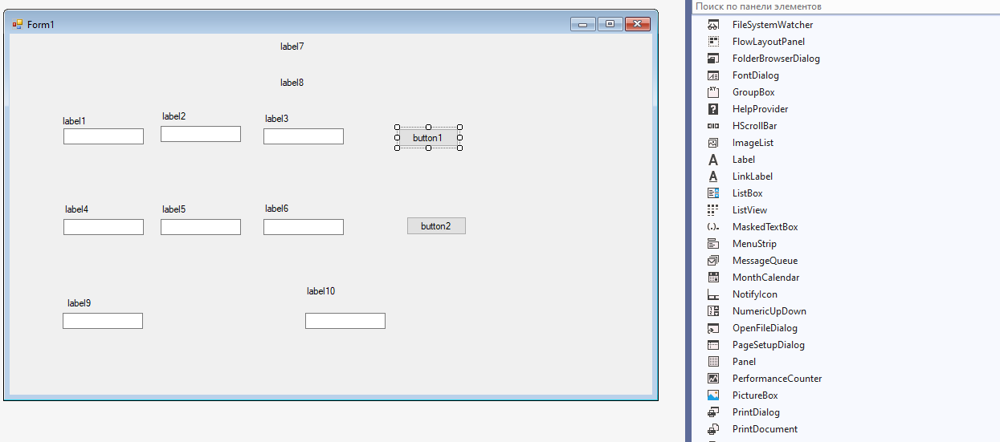 Form1
label7
label8
label1
label2
label3
button1
label4
label5
label6
button2
label9
label10
Поиск по панели элементов
FileSystemWatcher
FlowLayoutPanel
FolderBrowserDialog
FontDialog
GroupBox
HelpProvider
HScrollBar
ImageList
Label
LinkLabel
ListBox
ListView
MaskedTextBox
MenuStrip
MessageQueue
MonthCalendar
NotifyIcon
NumericUpDown
OpenFileDialog
PageSetupDialog
Panel
PerformanceCounter
PictureBox
PrintDialog
PrintDocument